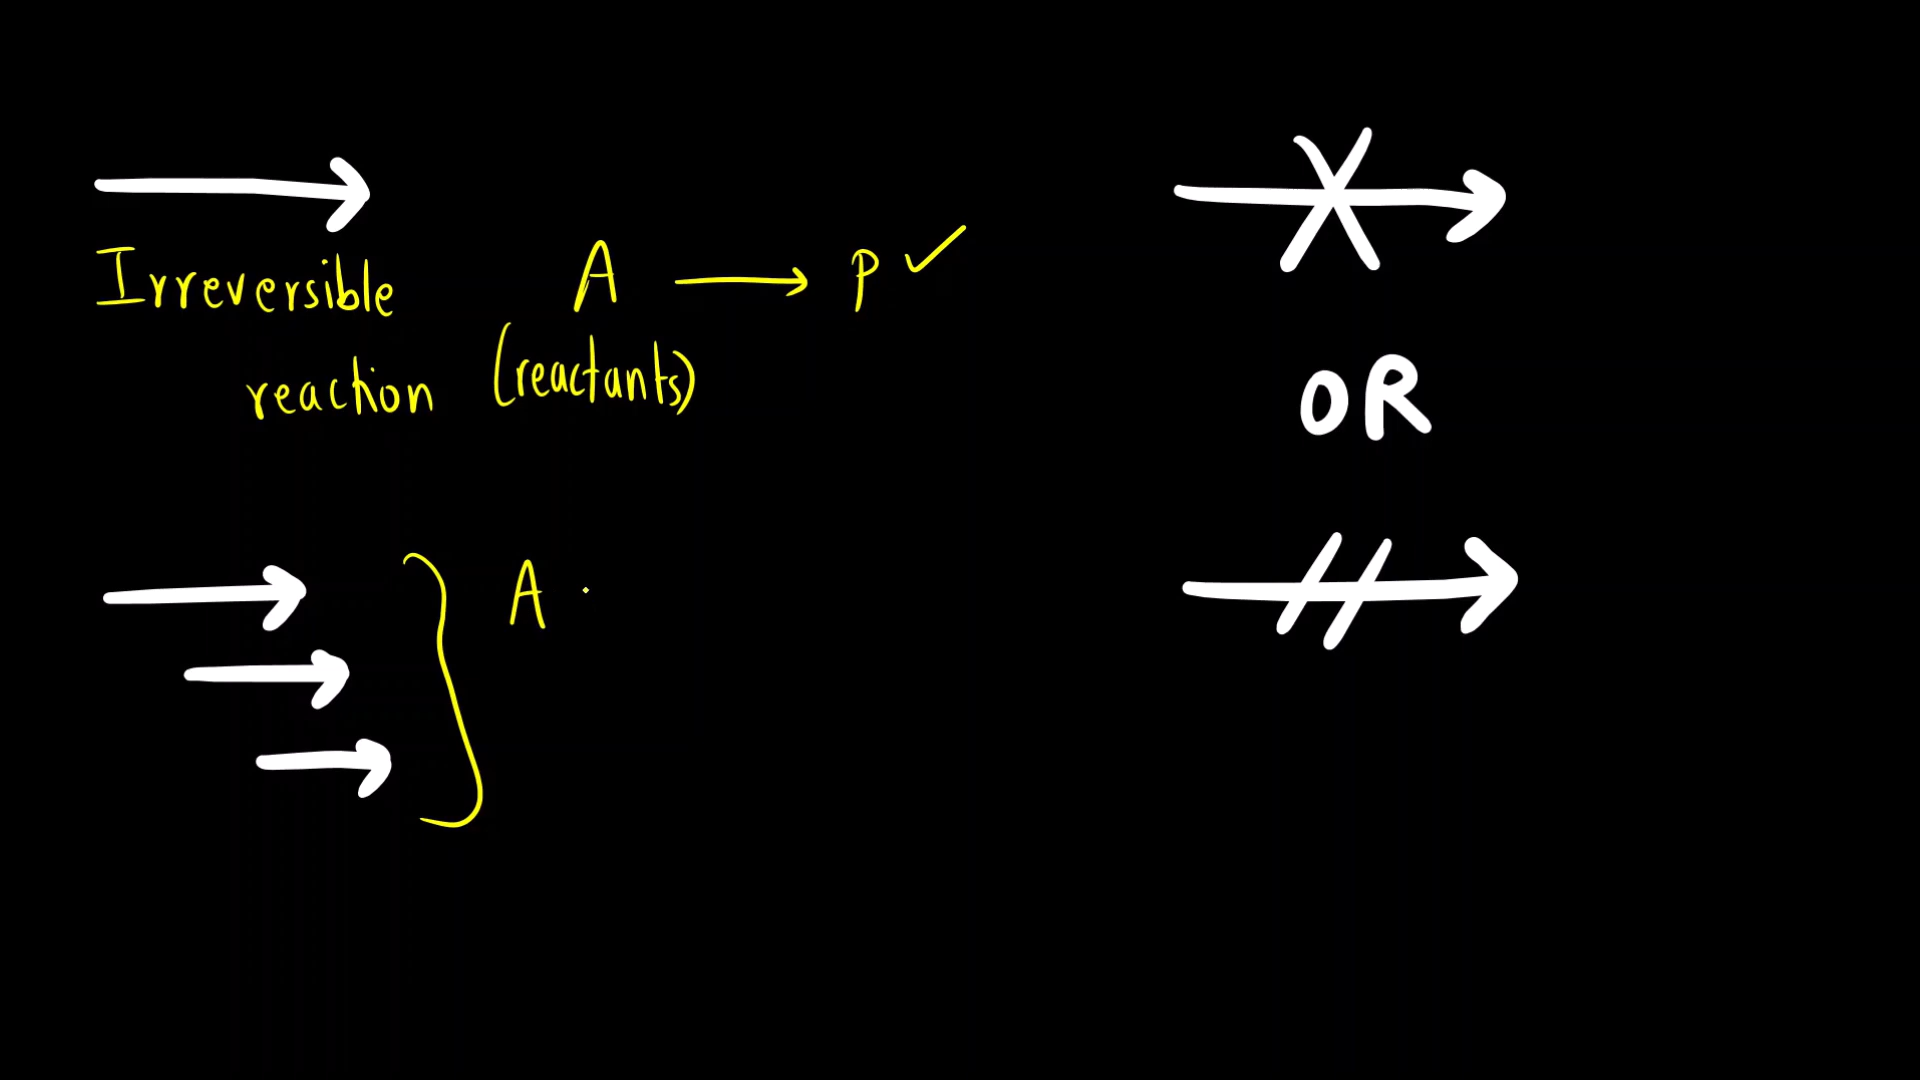 Irreversible
reaction
A → P ✓
(reactants)
A
OR